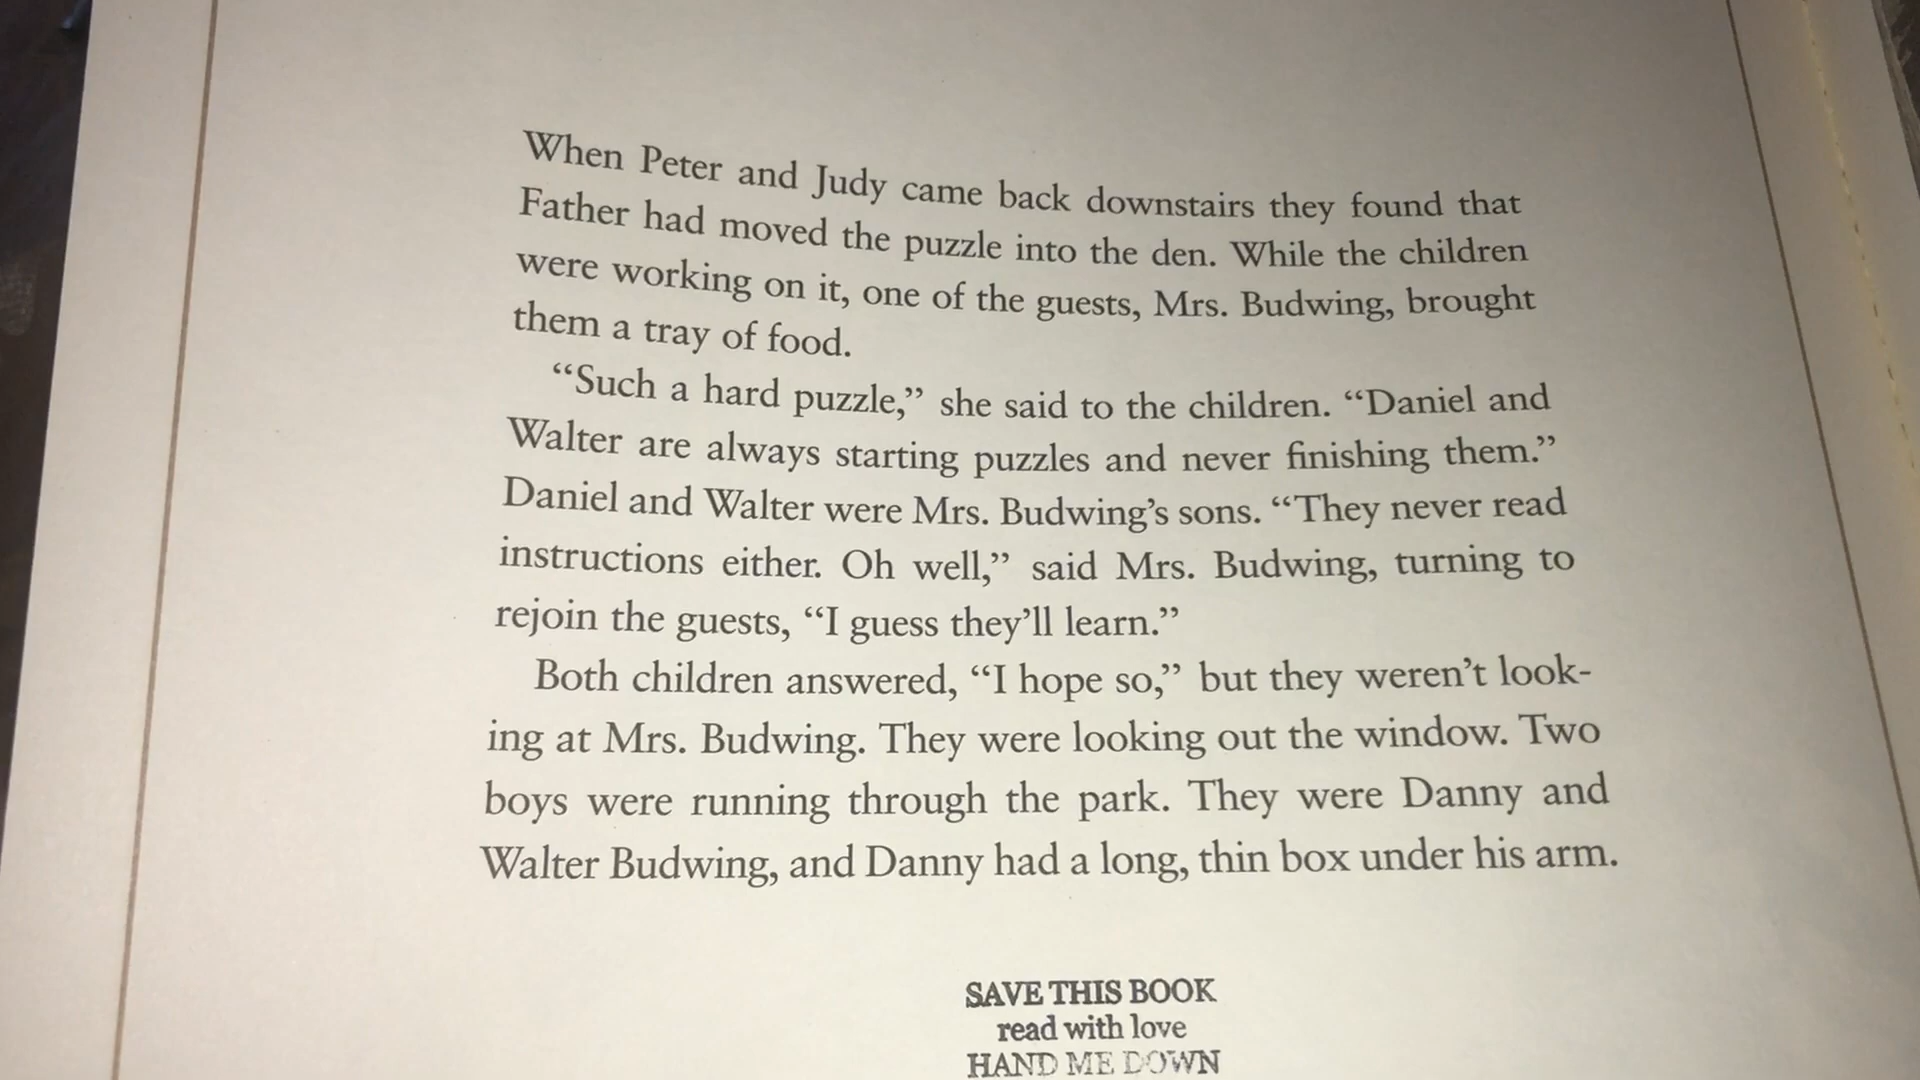 When Peter and Judy came back downstairs they found that
Father had moved the puzzle into the den. While the children
were working on it, one of the guests, Mrs. Budwing, brought
them a tray of food.
“Such a hard puzzle,” she said to the children. “Daniel and
Walter are always starting puzzles and never finishing them.”
Daniel and Walter were Mrs. Budwing’s sons. “They never read
instructions either. Oh well,” said Mrs. Budwing, turning to
rejoin the guests, “I guess they’ll learn.”
Both children answered, “I hope so,” but they weren’t look-
ing at Mrs. Budwing. They were looking out the window. Two
boys were running through the park. They were Danny and
Walter Budwing, and Danny had a long, thin box under his arm.
SAVE THIS BOOK
read with love
HAND ME DOWN